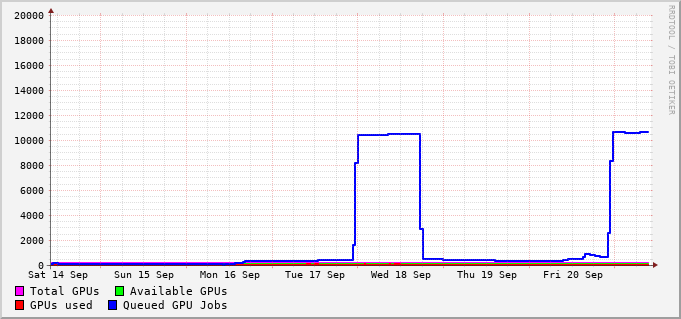 20000
18000
16000
14000
12000
10000
8000
6000
4000
2000
0
Sat 14 Sep Sun 15 Sep Mon 16 Sep Tue 17 Sep Wed 18 Sep Thu 19 Sep Fri 20 Sep
Total GPUs Available GPUs
GPUs used Queued GPU Jobs
RRDTOOL / TOBI OETIKER